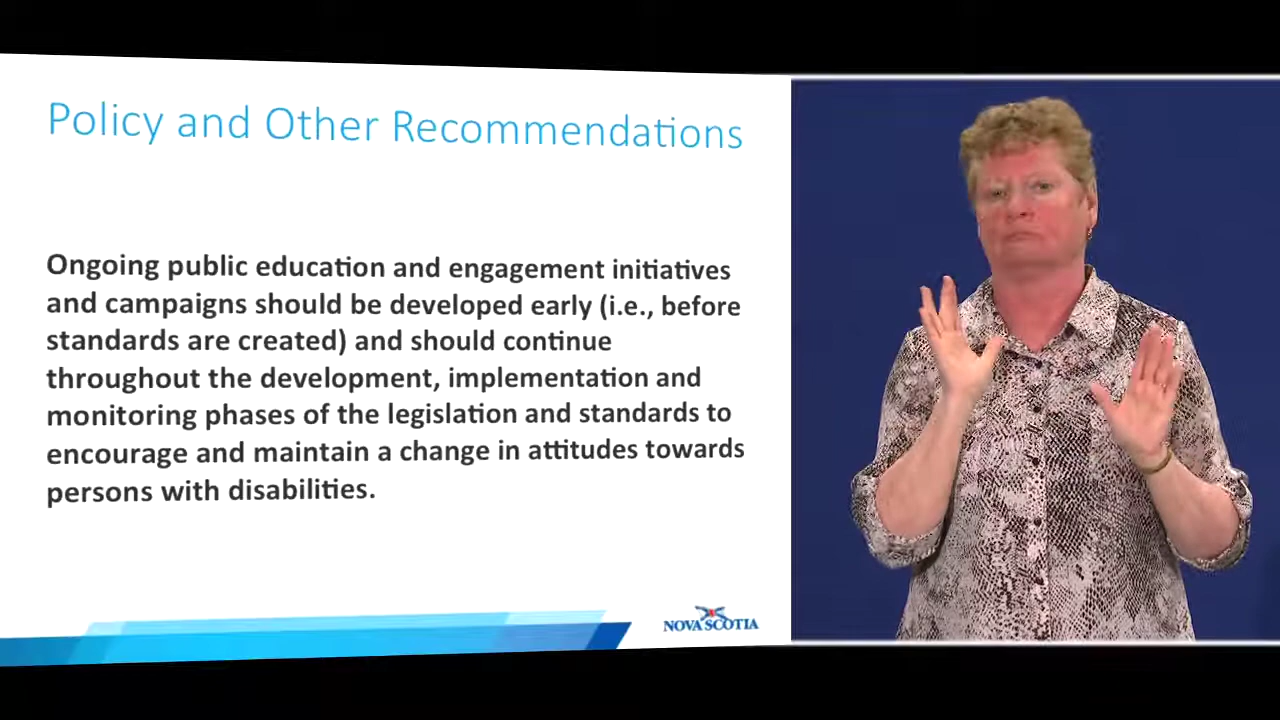 Policy and Other Recommendations
Ongoing public education and engagement initiatives
and campaigns should be developed early (i.e., before
standards are created) and should continue
throughout the development, implementation and
monitoring phases of the legislation and standards to
encourage and maintain a change in attitudes towards
persons with disabilities.
NOVA SCOTIA